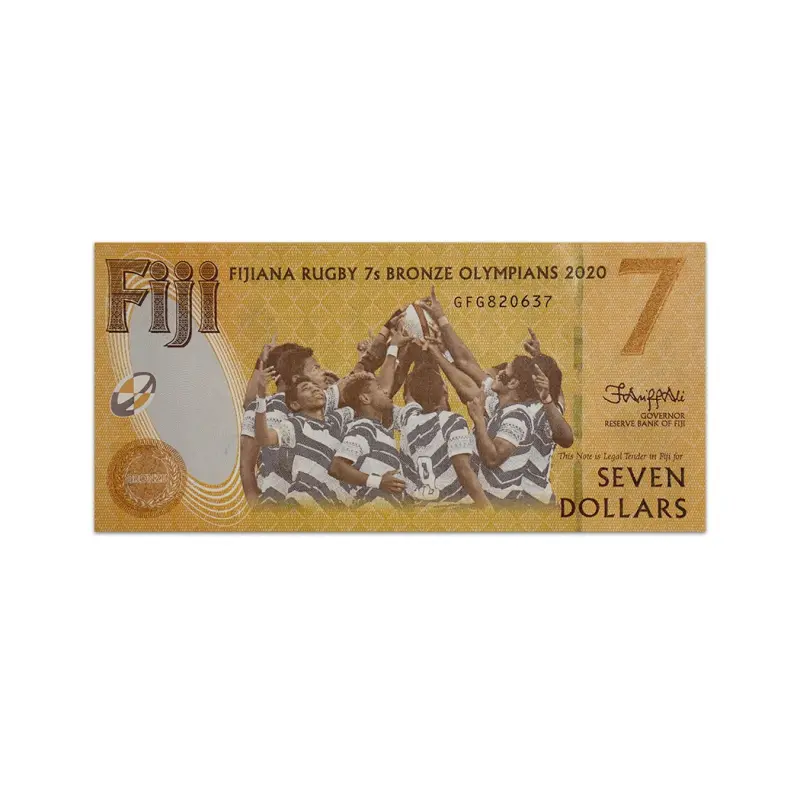 Fiji
FIJIANA RUGBY 7s BRONZE OLYMPIANS 2020
7
GFG820637
GOVERNOR
RESERVE BANK OF FIJI
This Note is Legal Tender in Fiji for
SEVEN
DOLLARS